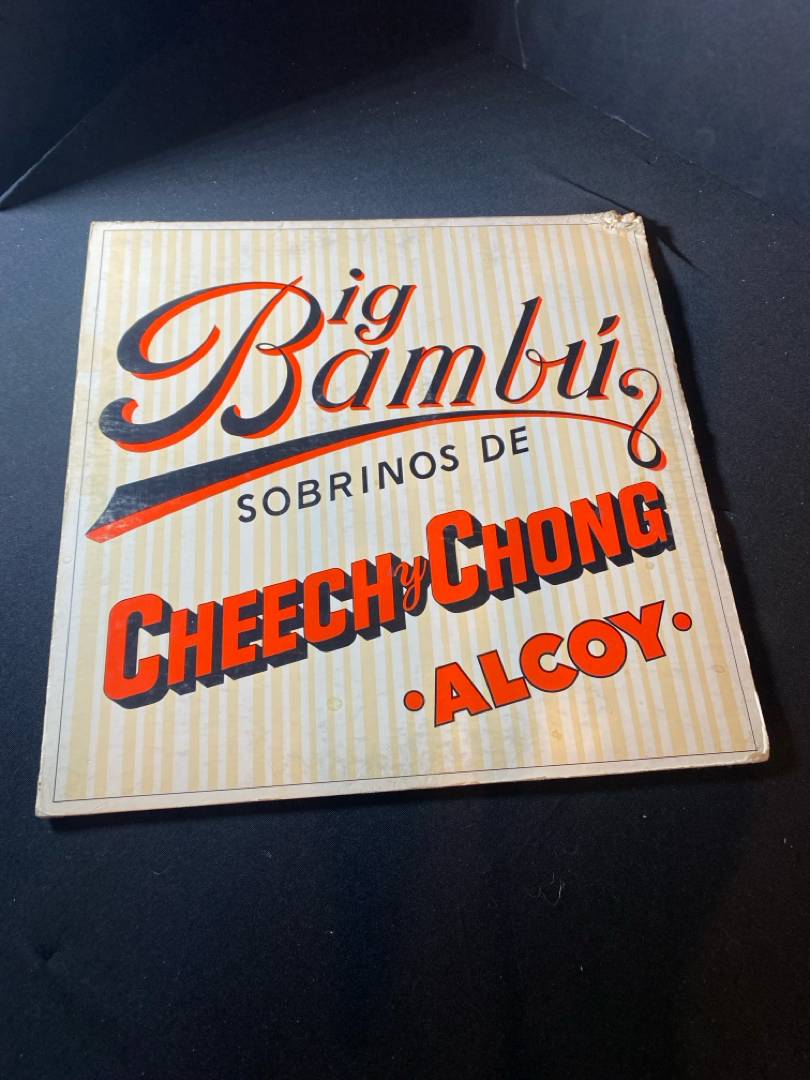 Big
Bambú
SOBRINOS DE
CHEECH y CHONG
• ALCOY •